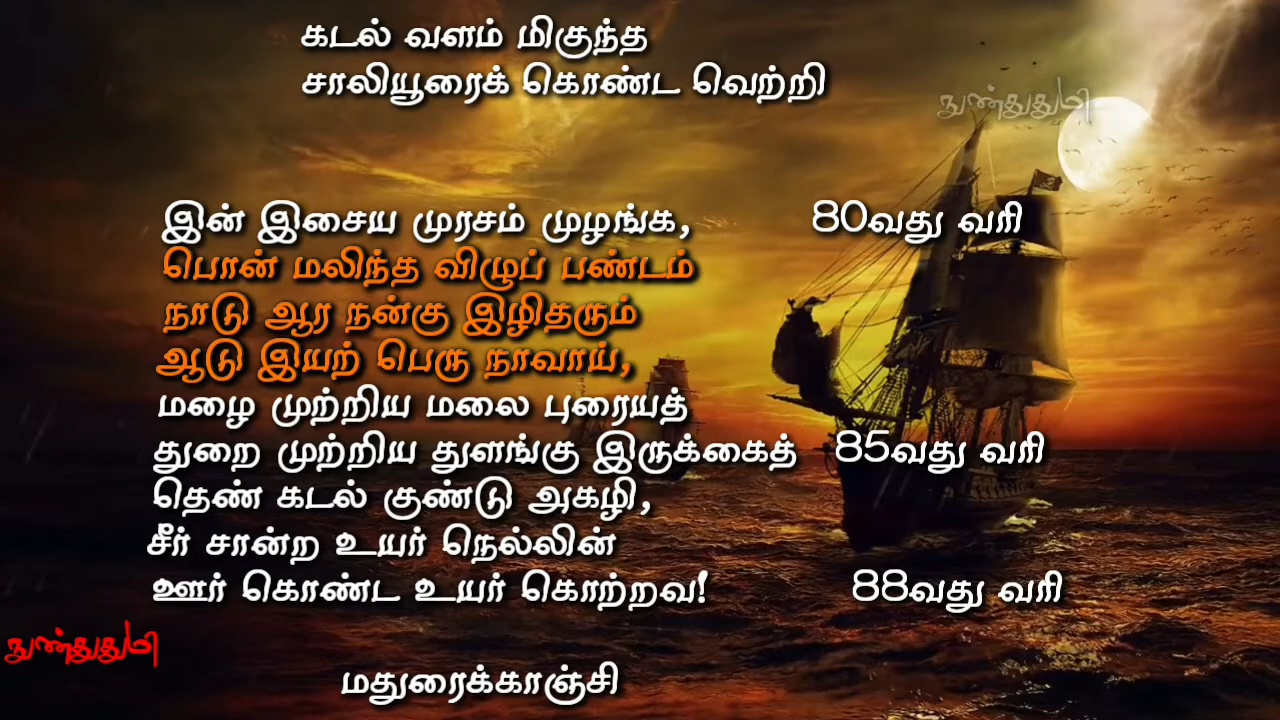 கடல் வளம் மிகுந்த
சாலியூரைக் கொண்ட வெற்றி
நுண்துதுமி
இன் இசைய முரசம் முழங்க, 80வது வரி
பொன் மலிந்த விழுப் பண்டம்
நாடு ஆர நன்கு இழிதரும்
ஆடு இயற் பெரு நாவாய்,
மழை முற்றிய மலை புரையத்
துறை முற்றிய துளங்கு இருக்கைத் 85வது வரி
தெண் கடல் குண்டு அகழி,
சீர் சான்ற உயர் நெல்லின்
ஊர் கொண்ட உயர் கொற்றவ! 88வது வரி
நுண்துதுமி
மதுரைக்காஞ்சி